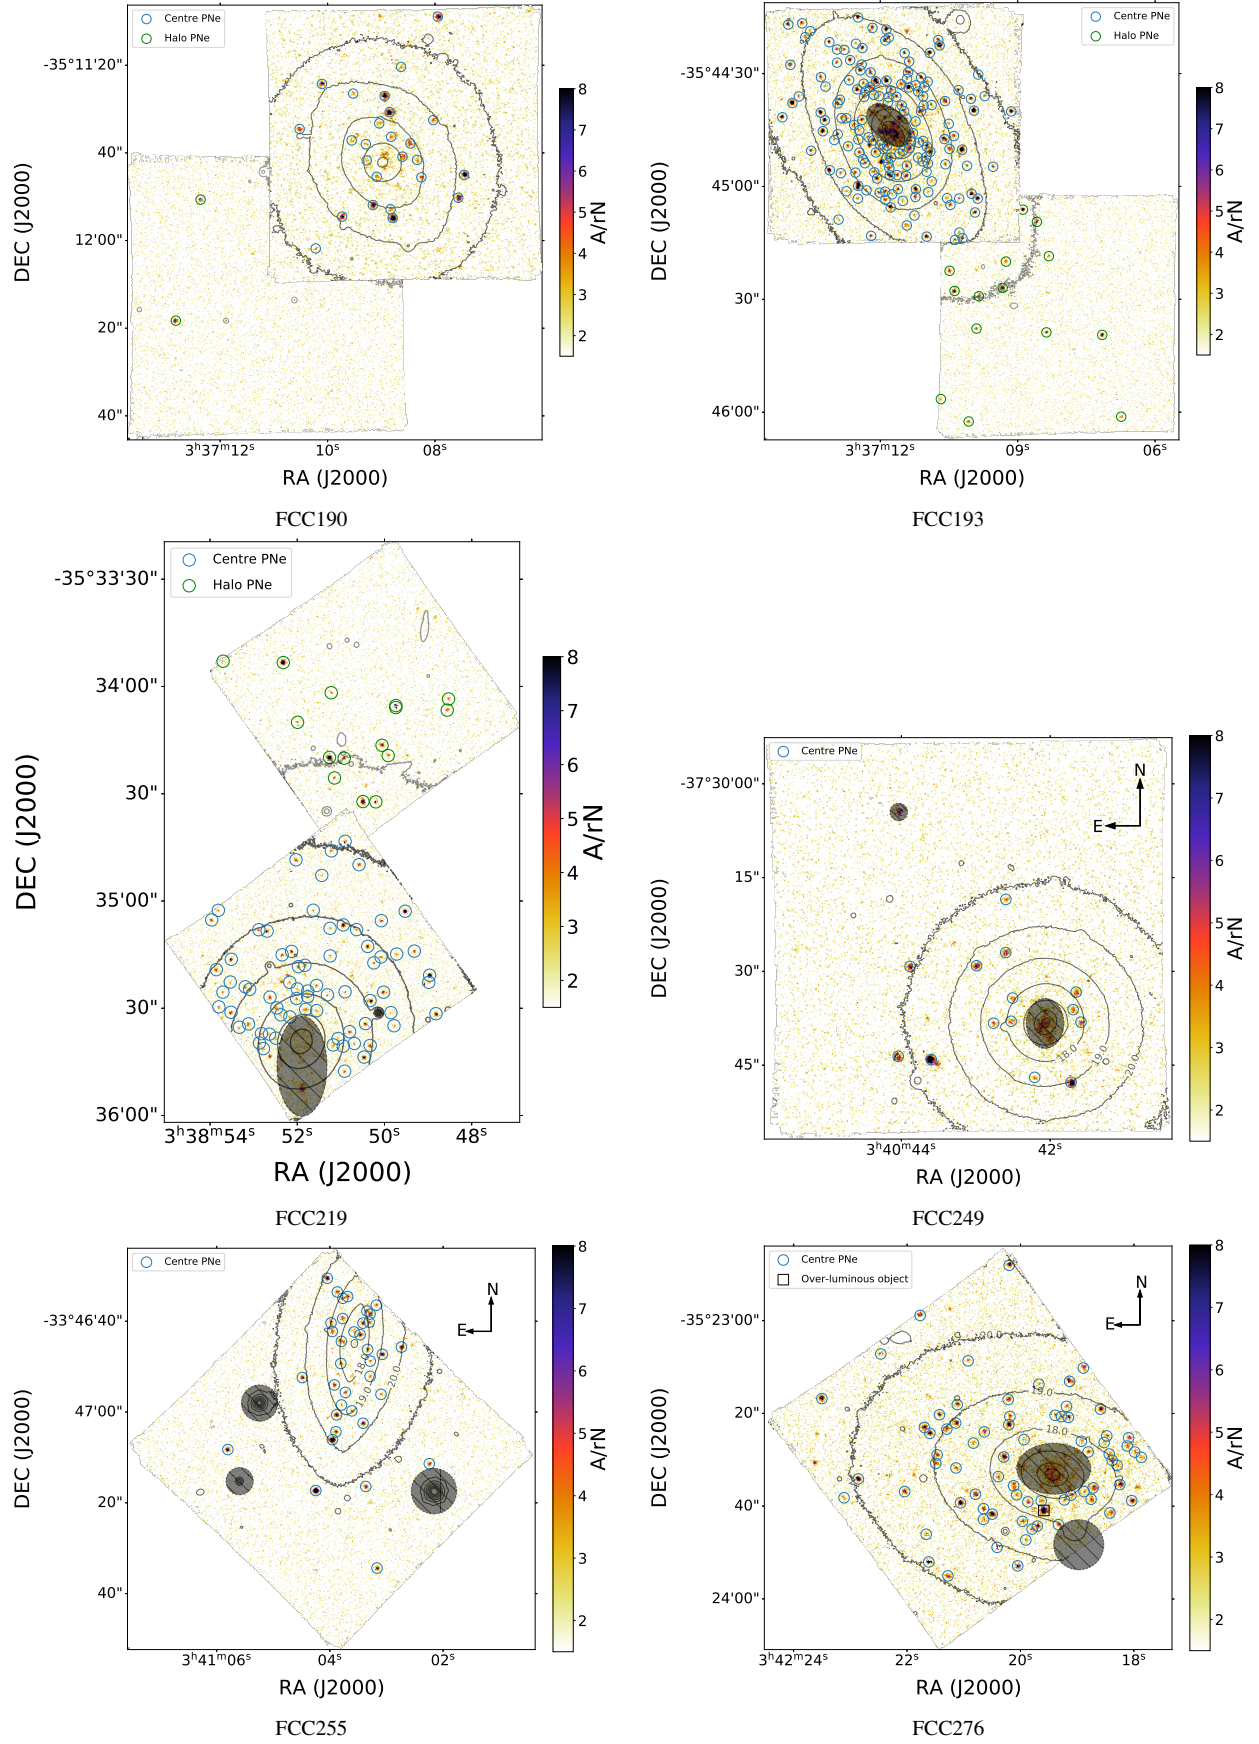 Centre PNe
Halo PNe
-35°11'20"
40"
12'00"
20"
40"
DEC (J2000)
3ʰ37ᵐ12ˢ
10ˢ
08ˢ
RA (J2000)
8
7
6
5
4
3
2
A/rN
FCC190
Centre PNe
Halo PNe
-35°44'30"
45'00"
30"
46'00"
DEC (J2000)
3ʰ37ᵐ12ˢ
09ˢ
06ˢ
RA (J2000)
8
7
6
5
4
3
2
A/rN
FCC193
Centre PNe
Halo PNe
-35°33'30"
34'00"
30"
35'00"
30"
36'00"
DEC (J2000)
3ʰ38ᵐ54ˢ
52ˢ
50ˢ
48ˢ
RA (J2000)
8
7
6
5
4
3
2
A/rN
FCC219
Centre PNe
N
E
-37°30'00"
15"
30"
45"
DEC (J2000)
18.0
19.0
20.0
3ʰ40ᵐ44ˢ
42ˢ
RA (J2000)
8
7
6
5
4
3
2
A/rN
FCC249
Centre PNe
N
E
-33°46'40"
47'00"
20"
40"
DEC (J2000)
18.0
19.0
20.0
3ʰ41ᵐ06ˢ
04ˢ
02ˢ
RA (J2000)
8
7
6
5
4
3
2
A/rN
FCC255
Centre PNe
Over-luminous object
N
E
-35°23'00"
20"
40"
24'00"
DEC (J2000)
20.0
19.0
18.0
3ʰ42ᵐ24ˢ
22ˢ
20ˢ
18ˢ
RA (J2000)
8
7
6
5
4
3
2
A/rN
FCC276